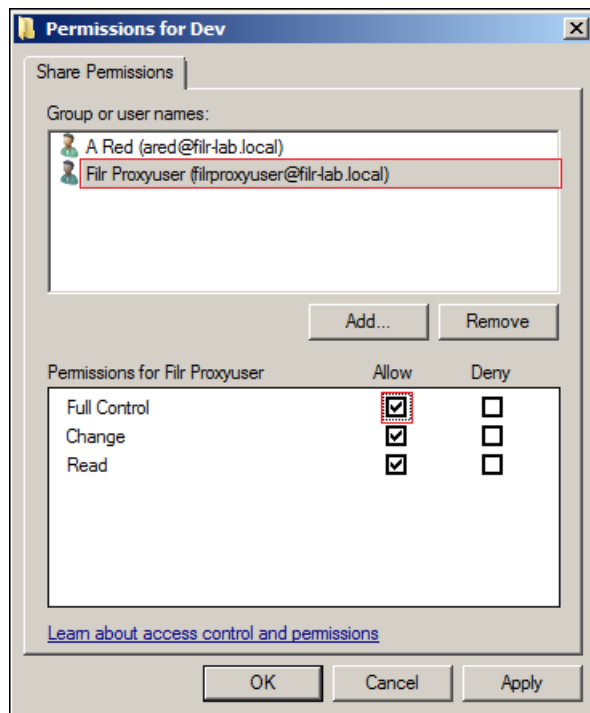 Permissions for Dev
Share Permissions
Group or user names:
A Red (ared@filr-lab.local)
Filr Proxyuser (filrproxyuser@filr-lab.local)
Add... Remove
Permissions for Filr Proxyuser Allow Deny
Full Control
Change
Read
Learn about access control and permissions
OK Cancel Apply